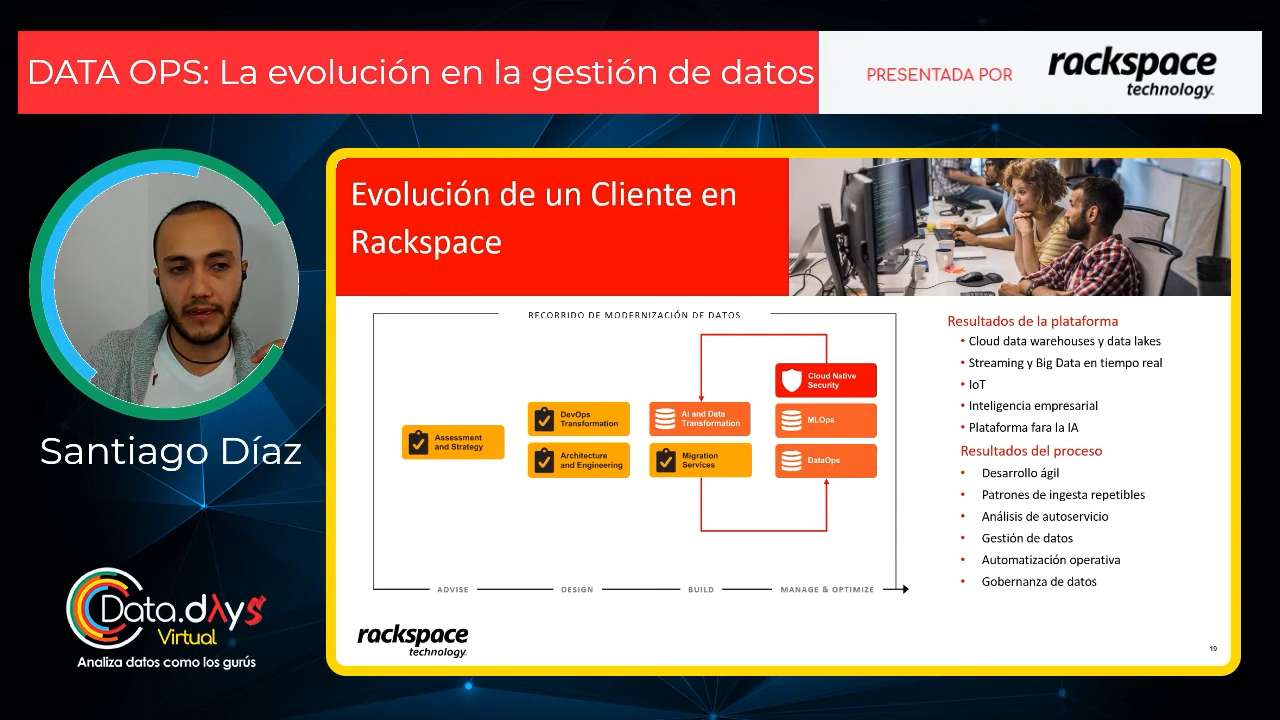 DATA OPS: La evolución en la gestión de datos
PRESENTADA POR
rackspace
technology.
Evolución de un Cliente en
Rackspace
RECORRIDO DE MODERNIZACIÓN DE DATOS
Assessment
and Strategy
DevOps
Transformation
Architecture
and Engineering
AI and Data
Transformation
Migration
Services
Cloud Native
Security
MLOps
DataOps
ADVISE
DESIGN
BUILD
MANAGE & OPTIMIZE
Resultados de la plataforma
• Cloud data warehouses y data lakes
• Streaming y Big Data en tiempo real
• IoT
• Inteligencia empresarial
• Plataforma fara la IA
Resultados del proceso
• Desarrollo ágil
• Patrones de ingesta repetibles
• Análisis de autoservicio
• Gestión de datos
• Automatización operativa
• Gobernanza de datos
rackspace
technology.
19
Santiago Díaz
Data.dλys
Virtual
Analiza datos como los gurús